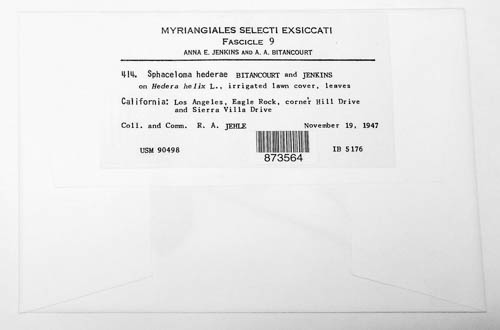 MYRIANGIALES SELECTI EXSICCATI
FASCICLE 9
ANNA E. JENKINS AND A. A. BITANCOURT
414. Sphaceloma hederae BITANCOURT and JENKINS
on Hedera helix L., irrigated lawn cover, leaves
California: Los Angeles, Eagle Rock, corner Hill Drive
and Sierra Villa Drive
Coll. and Comm. R. A. JEHLE November 19, 1947
USM 90498 IB 5176
873564